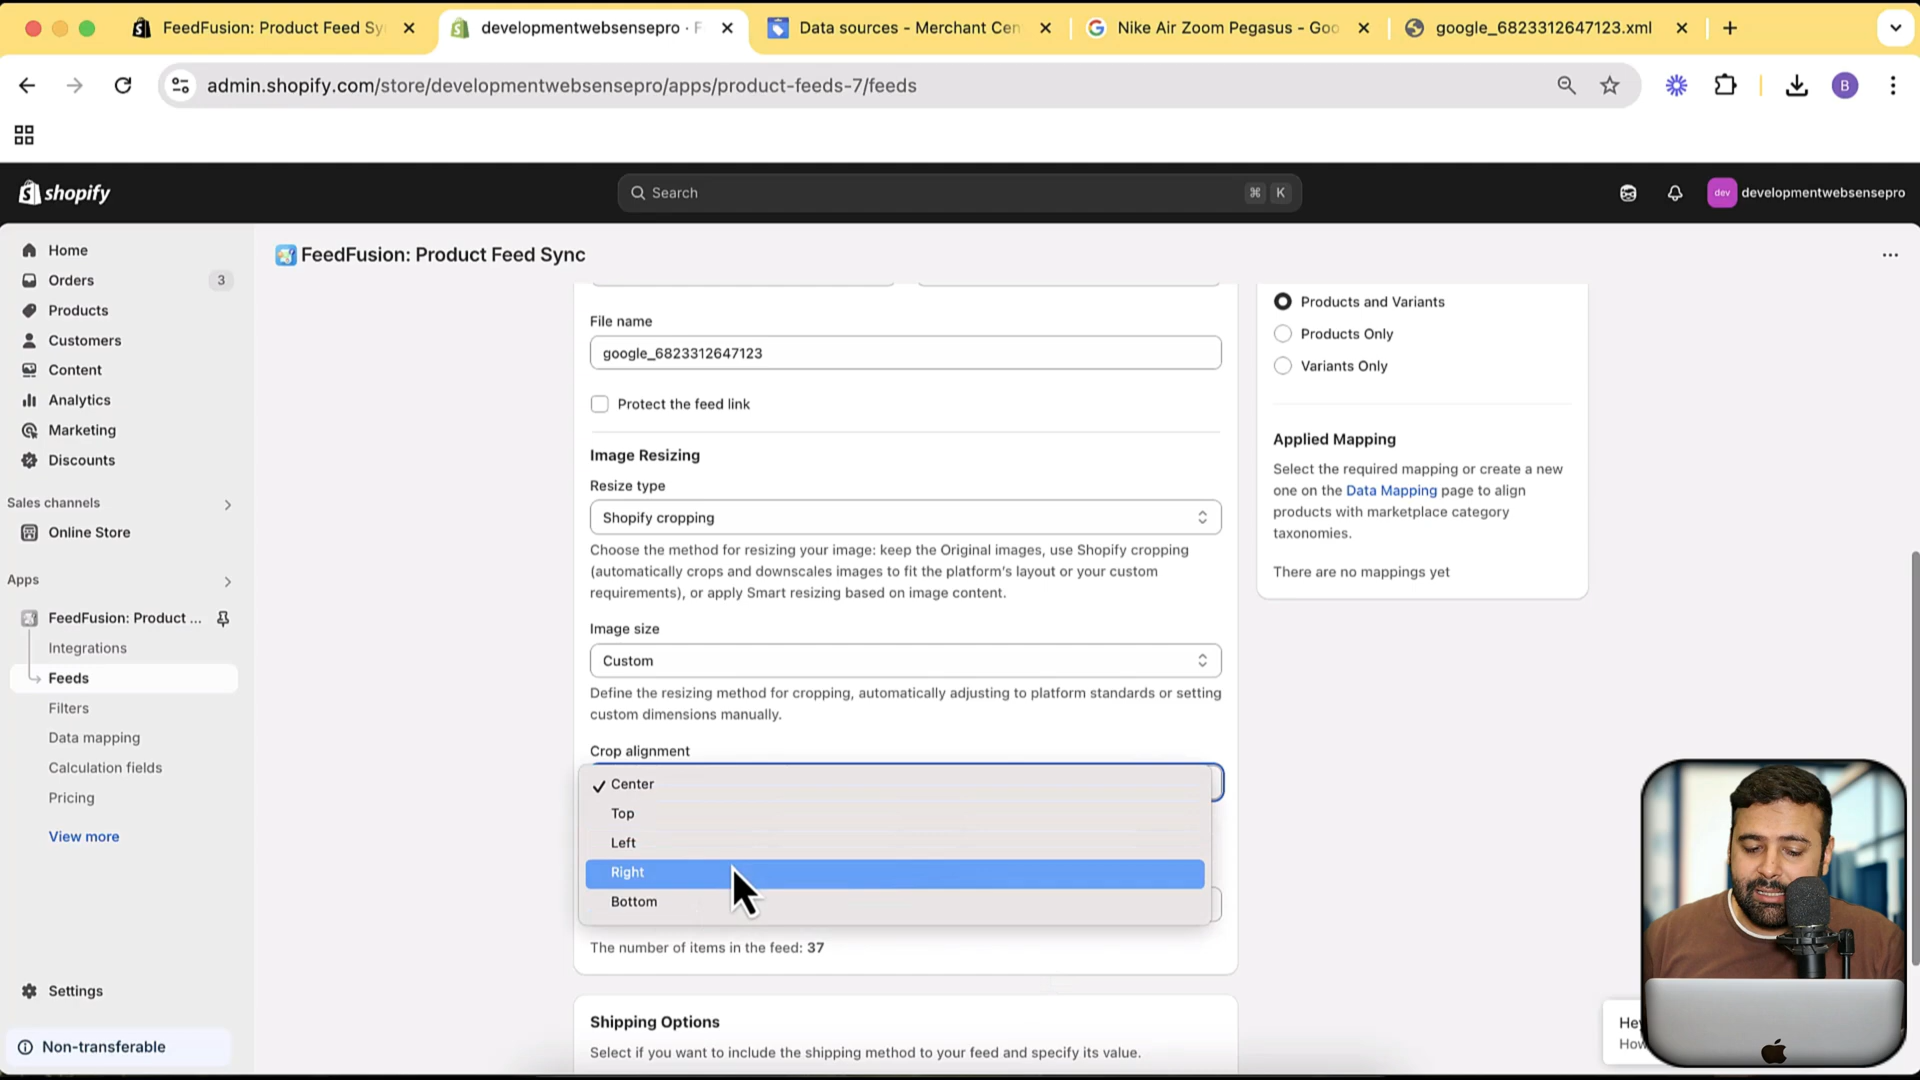 FeedFusion: Product Feed Sy
developmentwebsensepro · F
Data sources - Merchant Cen
Nike Air Zoom Pegasus - Goo
google_6823312647123.xml
admin.shopify.com/store/developmentwebsensepro/apps/product-feeds-7/feeds
B
shopify
Search
⌘ K
dev
developmentwebsensepro
Home
Orders
3
Products
Customers
Content
Analytics
Marketing
Discounts
Sales channels
Online Store
Apps
FeedFusion: Product ...
Integrations
Feeds
Filters
Data mapping
Calculation fields
Pricing
View more
Settings
Non-transferable
FeedFusion: Product Feed Sync
File name
google_6823312647123
Protect the feed link
Image Resizing
Resize type
Shopify cropping
Choose the method for resizing your image: keep the Original images, use Shopify cropping
(automatically crops and downscales images to fit the platform's layout or your custom
requirements), or apply Smart resizing based on image content.
Image size
Custom
Define the resizing method for cropping, automatically adjusting to platform standards or setting
custom dimensions manually.
Crop alignment
Center
Top
Left
Right
Bottom
The number of items in the feed: 37
Shipping Options
Select if you want to include the shipping method to your feed and specify its value.
Products and Variants
Products Only
Variants Only
Applied Mapping
Select the required mapping or create a new
one on the Data Mapping page to align
products with marketplace category
taxonomies.
There are no mappings yet
Hey
How